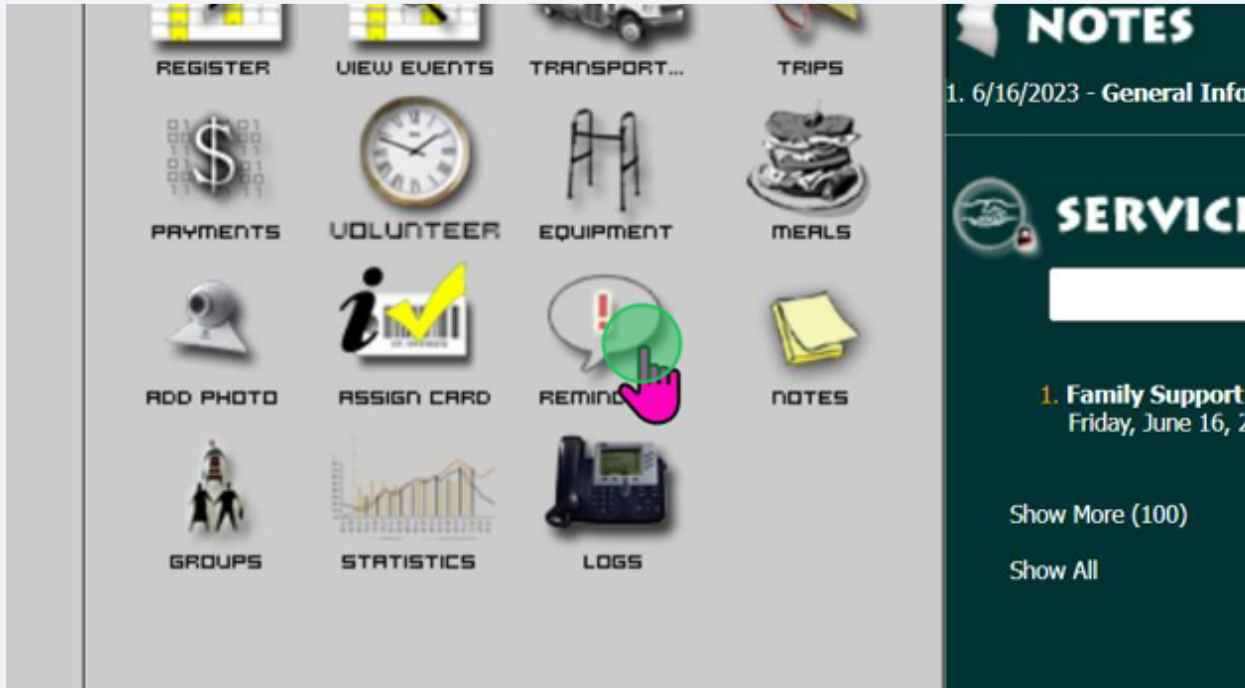 REGISTER
VIEW EVENTS
TRANSPORT...
TRIPS
PAYMENTS
VOLUNTEER
EQUIPMENT
MEALS
ADD PHOTO
ASSIGN CARD
NOTES
GROUPS
STATISTICS
LOGS
NOTES
1. 6/16/2023 - General Info
1. Family Support
Friday, June 16, 2
Show More (100)
Show All